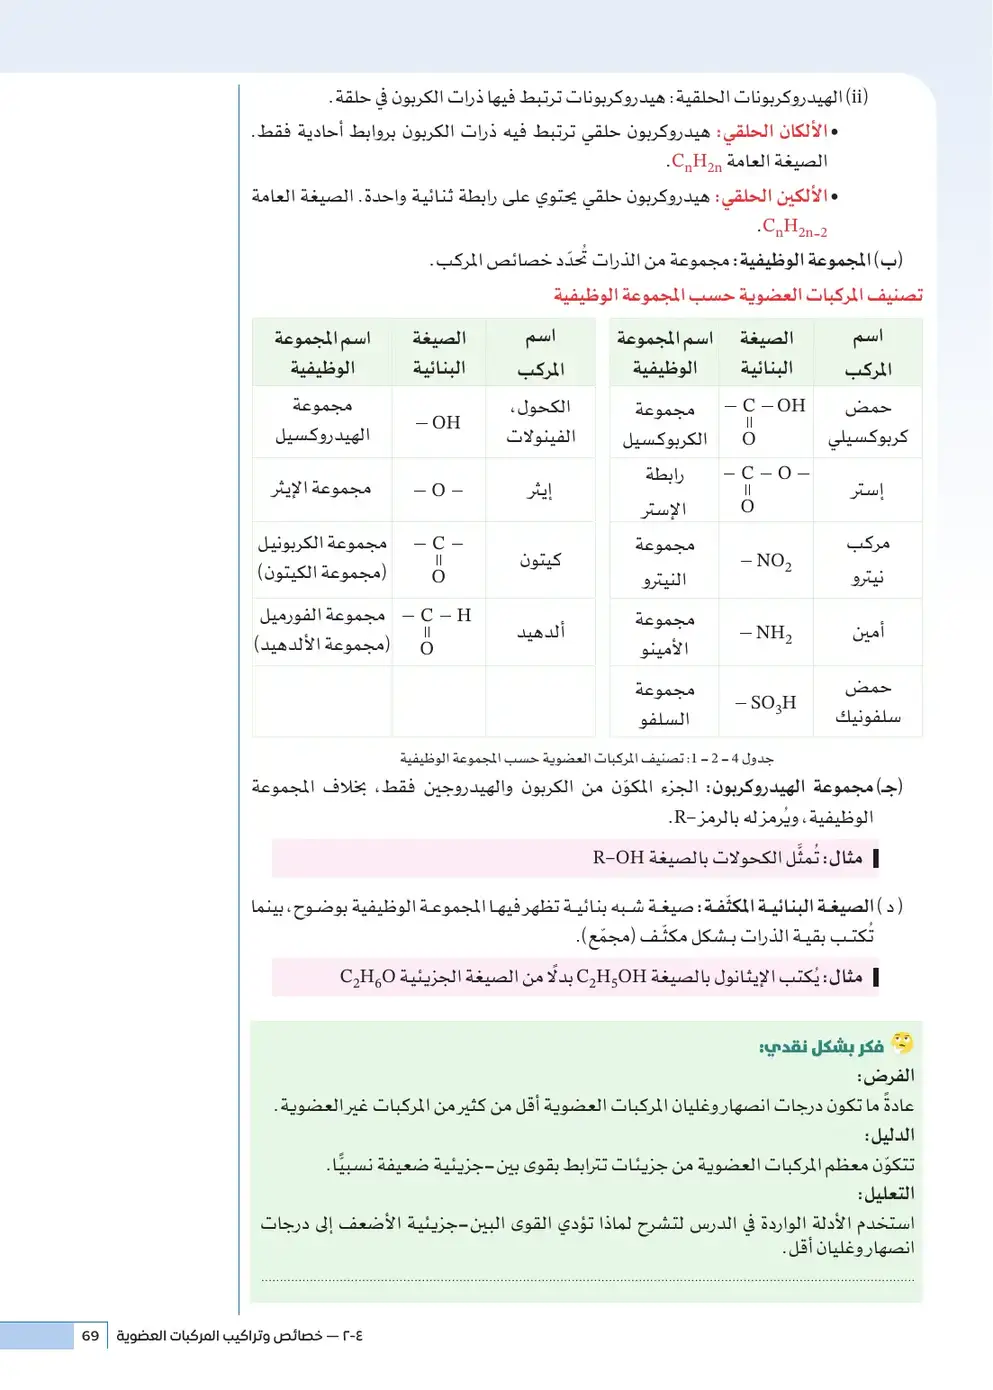 (ii) الهيدروكربونات الحلقية: هيدروكربونات ترتبط فيها ذرات الكربون في حلقة.
• الألكان الحلقي: هيدروكربون حلقي ترتبط فيه ذرات الكربون بروابط أحادية فقط.
الصيغة العامة CnH2n.
• الألكين الحلقي: هيدروكربون حلقي يحتوي على رابطة ثنائية واحدة. الصيغة العامة
CnH2n-2.
(ب) المجموعة الوظيفية: مجموعة من الذرات تُحدّد خصائص المركب.
تصنيف المركبات العضوية حسب المجموعة الوظيفية
اسم المركب | الصيغة البنائية | اسم المجموعة الوظيفية
حمض كربوكسيلي | – C – OH || O | مجموعة الكربوكسيل
إستر | – C – O – || O | رابطة الإستر
مركب نيترو | – NO2 | مجموعة النيترو
أمين | – NH2 | مجموعة الأمينو
حمض سلفونيك | – SO3H | مجموعة السلفو
اسم المركب | الصيغة البنائية | اسم المجموعة الوظيفية
الكحول، الفينولات | – OH | مجموعة الهيدروكسيل
إيثر | – O – | مجموعة الإيثر
كيتون | – C – || O | مجموعة الكربونيل (مجموعة الكيتون)
ألدهيد | – C – H || O | مجموعة الفورميل (مجموعة الألدهيد)
جدول 4 – 2 – 1: تصنيف المركبات العضوية حسب المجموعة الوظيفية
(جـ) مجموعة الهيدروكربون: الجزء المكوّن من الكربون والهيدروجين فقط، بخلاف المجموعة
الوظيفية، ويُرمز له بالرمز R–.
مثال: تُمثَّل الكحولات بالصيغة R–OH
(د) الصيغة البنائية المكثّفة: صيغة شبه بنائية تظهر فيها المجموعة الوظيفية بوضوح، بينما
تُكتب بقية الذرات بشكل مكثّف (مجمّع).
مثال: يُكتب الإيثانول بالصيغة C2H5OH بدلًا من الصيغة الجزيئية C2H6O
فكر بشكل نقدي:
الفرض:
عادةً ما تكون درجات انصهار وغليان المركبات العضوية أقل من كثير من المركبات غير العضوية.
الدليل:
تتكوّن معظم المركبات العضوية من جزيئات تترابط بقوى بين-جزيئية ضعيفة نسبيًّا.
التعليل:
استخدم الأدلة الواردة في الدرس لتشرح لماذا تؤدي القوى البين-جزيئية الأضعف إلى درجات
انصهار وغليان أقل.
٤-٢ — خصائص وتراكيب المركبات العضوية 69